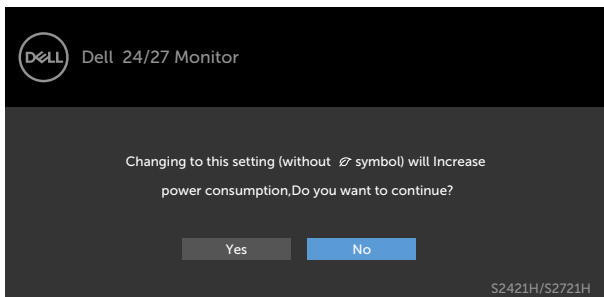 DELL Dell 24/27 Monitor
Changing to this setting (without symbol) will Increase
power consumption,Do you want to continue?
Yes No
S2421H/S2721H